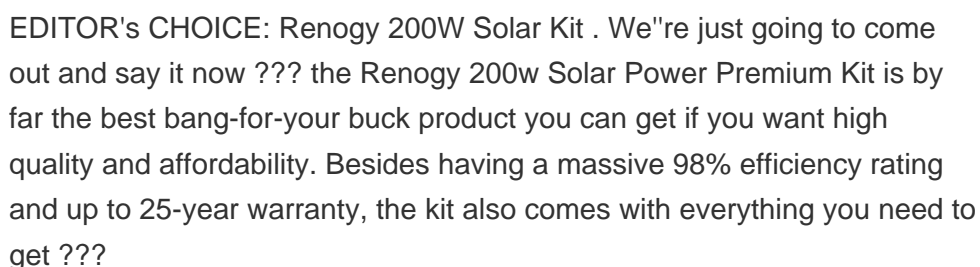 EDITOR's CHOICE: Renogy 200W Solar Kit . We"re just going to come
out and say it now ??? the Renogy 200w Solar Power Premium Kit is by
far the best bang-for-your buck product you can get if you want high
quality and affordability. Besides having a massive 98% efficiency rating
and up to 25-year warranty, the kit also comes with everything you need to
get ???